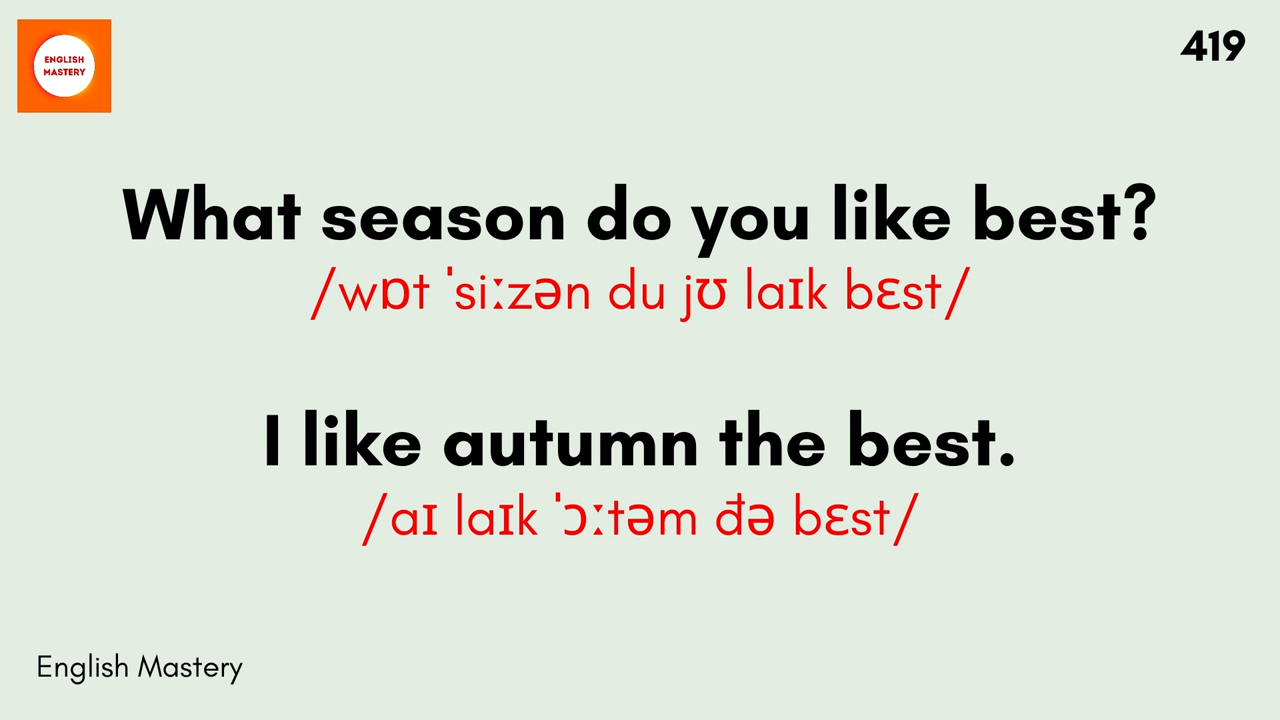 ENGLISH
MASTERY
419
What season do you like best?
/wɒt ˈsiːzən du jʊ laɪk bɛst/
I like autumn the best.
/aɪ laɪk ˈɔːtəm đə bɛst/
English Mastery